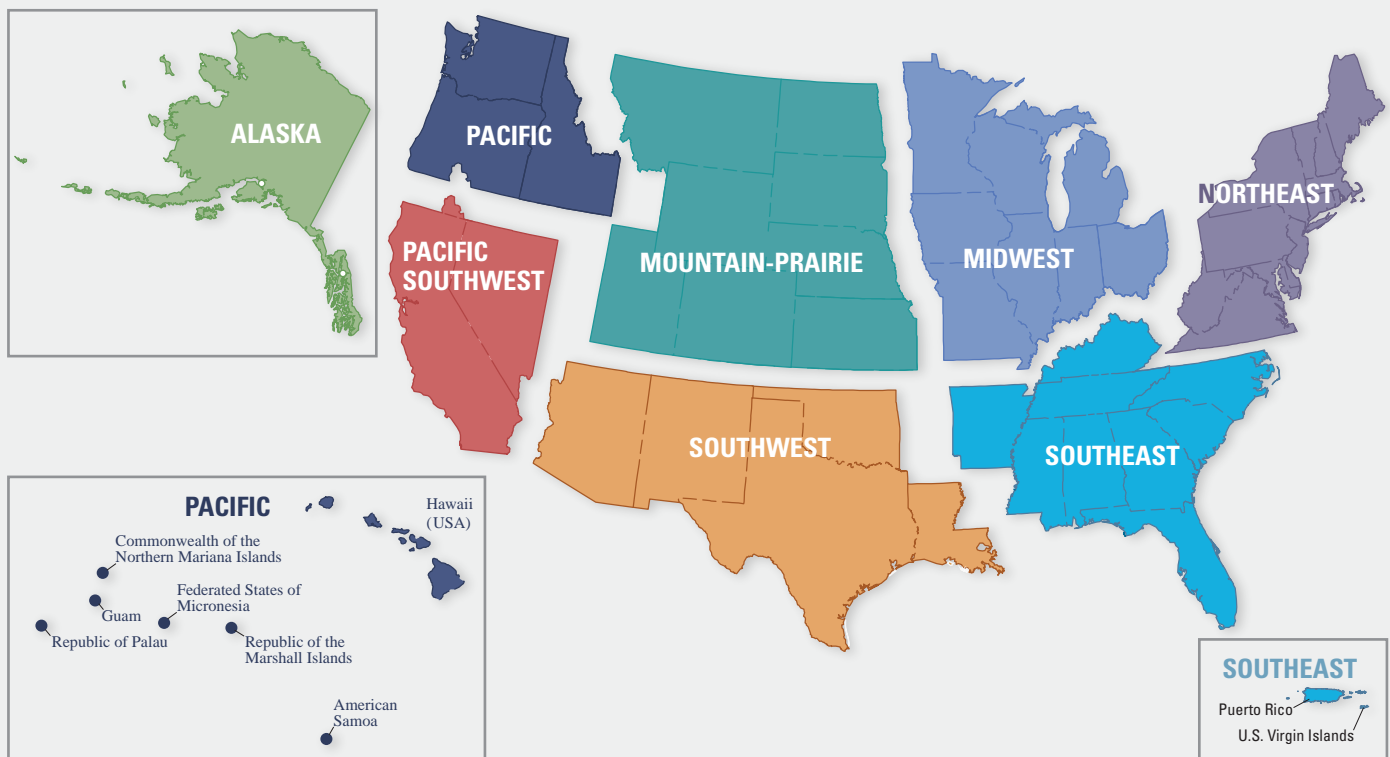 ALASKA
PACIFIC
PACIFIC
SOUTHWEST
MOUNTAIN-PRAIRIE
MIDWEST
NORTHEAST
SOUTHWEST
SOUTHEAST
PACIFIC
Hawaii
(USA)
Commonwealth of the
Northern Mariana Islands
Guam
Federated States of
Micronesia
Republic of Palau
Republic of the
Marshall Islands
American
Samoa
SOUTHEAST
Puerto Rico
U.S. Virgin Islands